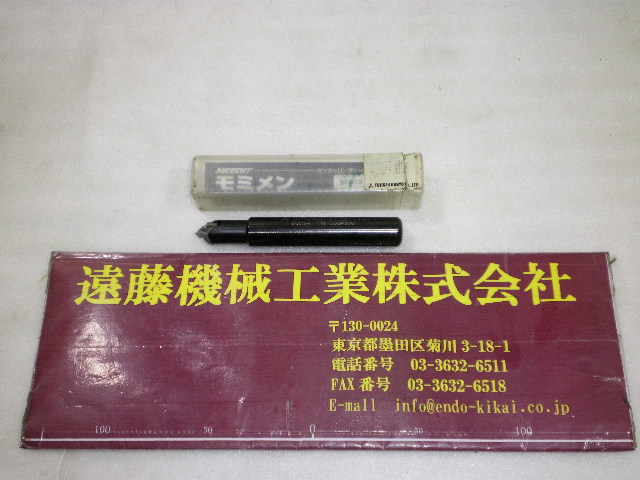 モミメン
遠藤機械工業株式会社
〒130-0024
東京都墨田区菊川 3-18-1
電話番号 03-3632-6511
FAX 番号 03-3632-6518
E-mall info@endo-kikai.co.jp
100 50 0 50 100